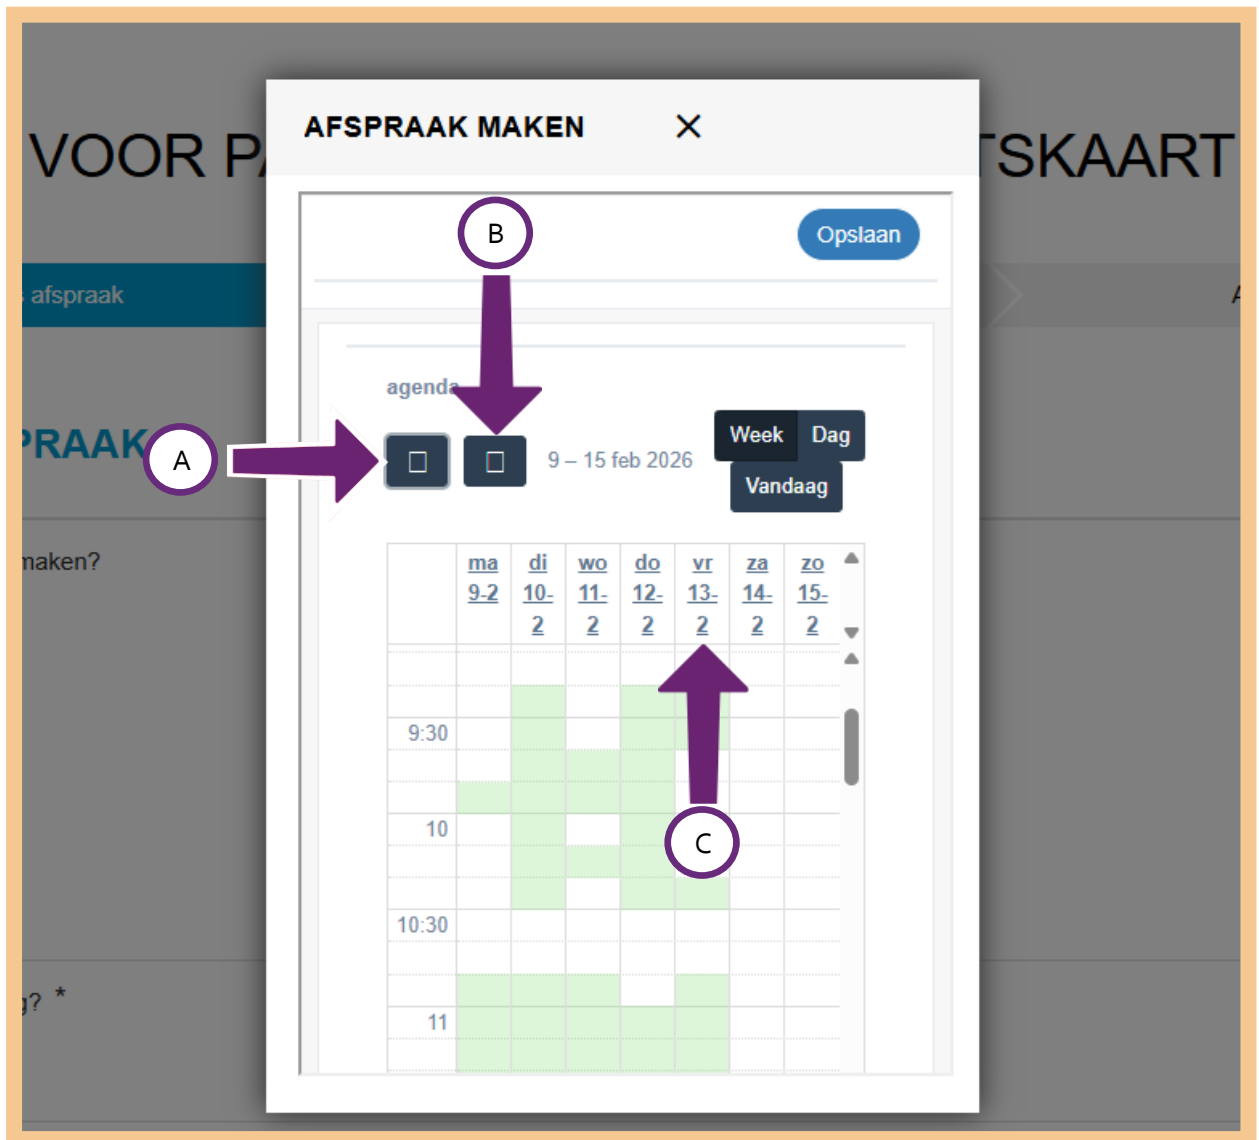 AFSPRAAK MAKEN
VOOR
TSKAART
B
Opslaan
afspraak
agenda
PRAAK
A
9 – 15 feb 2026
Week Dag
Vandaag
maken?
ma di wo do vr za zo
9-2 10- 11- 12- 13- 14- 15-
2 2 2 2 2 2
9:30
10
C
10:30
? *
11